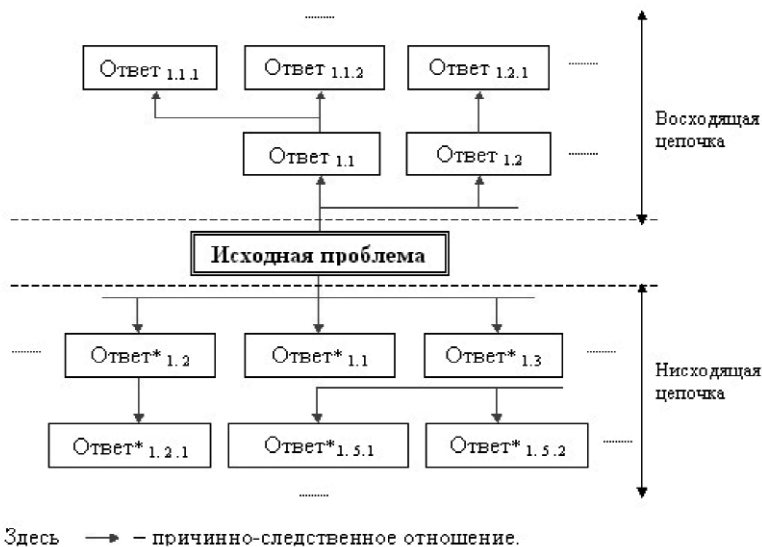 Ответ 1.1.1 Ответ 1.1.2 Ответ 1.2.1
Восходящая
цепочка
Ответ 1.1 Ответ 1.2
Исходная проблема
Ответ* 1.2 Ответ* 1.1 Ответ* 1.3
Нисходящая
цепочка
Ответ* 1.2.1 Ответ* 1.5.1 Ответ* 1.5.2
Здесь → – причинно-следственное отношение.